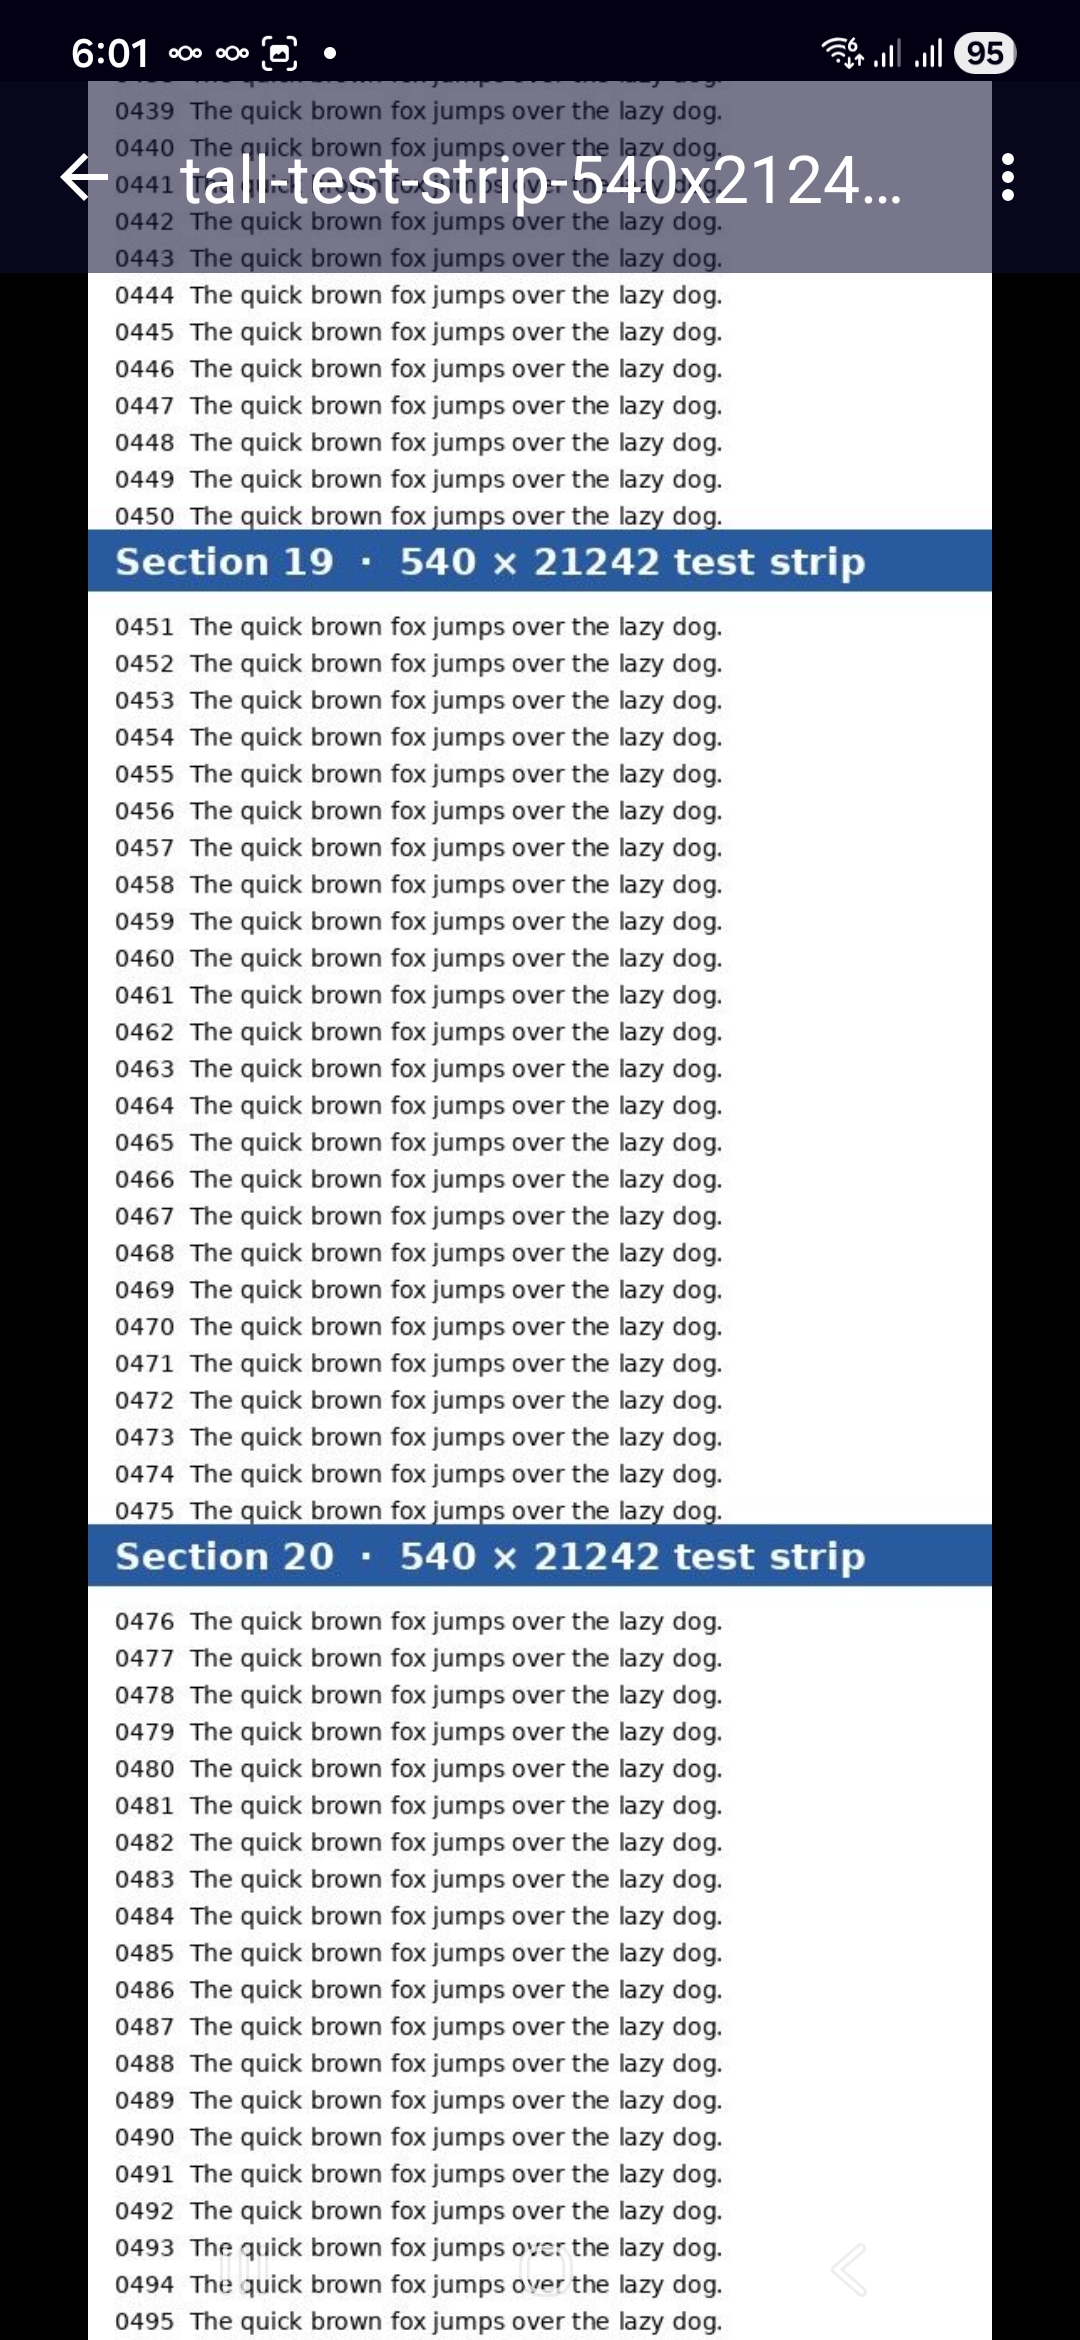 6:01
95
0439 The quick brown fox jumps over the lazy dog.
0440 The quick brown fox jumps over the lazy dog.
tall-test-strip-540x2124...
0441 The quick brown fox jumps over the lazy dog.
0442 The quick brown fox jumps over the lazy dog.
0443 The quick brown fox jumps over the lazy dog.
0444 The quick brown fox jumps over the lazy dog.
0445 The quick brown fox jumps over the lazy dog.
0446 The quick brown fox jumps over the lazy dog.
0447 The quick brown fox jumps over the lazy dog.
0448 The quick brown fox jumps over the lazy dog.
0449 The quick brown fox jumps over the lazy dog.
0450 The quick brown fox jumps over the lazy dog.
Section 19 · 540 × 21242 test strip
0451 The quick brown fox jumps over the lazy dog.
0452 The quick brown fox jumps over the lazy dog.
0453 The quick brown fox jumps over the lazy dog.
0454 The quick brown fox jumps over the lazy dog.
0455 The quick brown fox jumps over the lazy dog.
0456 The quick brown fox jumps over the lazy dog.
0457 The quick brown fox jumps over the lazy dog.
0458 The quick brown fox jumps over the lazy dog.
0459 The quick brown fox jumps over the lazy dog.
0460 The quick brown fox jumps over the lazy dog.
0461 The quick brown fox jumps over the lazy dog.
0462 The quick brown fox jumps over the lazy dog.
0463 The quick brown fox jumps over the lazy dog.
0464 The quick brown fox jumps over the lazy dog.
0465 The quick brown fox jumps over the lazy dog.
0466 The quick brown fox jumps over the lazy dog.
0467 The quick brown fox jumps over the lazy dog.
0468 The quick brown fox jumps over the lazy dog.
0469 The quick brown fox jumps over the lazy dog.
0470 The quick brown fox jumps over the lazy dog.
0471 The quick brown fox jumps over the lazy dog.
0472 The quick brown fox jumps over the lazy dog.
0473 The quick brown fox jumps over the lazy dog.
0474 The quick brown fox jumps over the lazy dog.
0475 The quick brown fox jumps over the lazy dog.
Section 20 · 540 × 21242 test strip
0476 The quick brown fox jumps over the lazy dog.
0477 The quick brown fox jumps over the lazy dog.
0478 The quick brown fox jumps over the lazy dog.
0479 The quick brown fox jumps over the lazy dog.
0480 The quick brown fox jumps over the lazy dog.
0481 The quick brown fox jumps over the lazy dog.
0482 The quick brown fox jumps over the lazy dog.
0483 The quick brown fox jumps over the lazy dog.
0484 The quick brown fox jumps over the lazy dog.
0485 The quick brown fox jumps over the lazy dog.
0486 The quick brown fox jumps over the lazy dog.
0487 The quick brown fox jumps over the lazy dog.
0488 The quick brown fox jumps over the lazy dog.
0489 The quick brown fox jumps over the lazy dog.
0490 The quick brown fox jumps over the lazy dog.
0491 The quick brown fox jumps over the lazy dog.
0492 The quick brown fox jumps over the lazy dog.
0493 The quick brown fox jumps over the lazy dog.
0494 The quick brown fox jumps over the lazy dog.
0495 The quick brown fox jumps over the lazy dog.